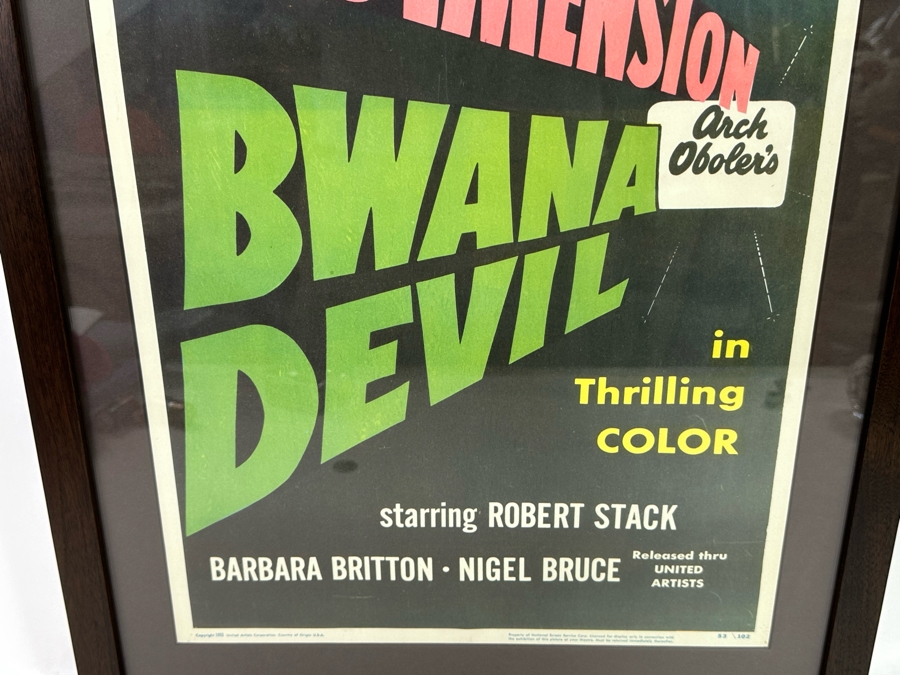 DIMENSION
Arch
Oboler's
BWANA
DEVIL
in
Thrilling
COLOR
starring ROBERT STACK
BARBARA BRITTON • NIGEL BRUCE
Released thru
UNITED
ARTISTS